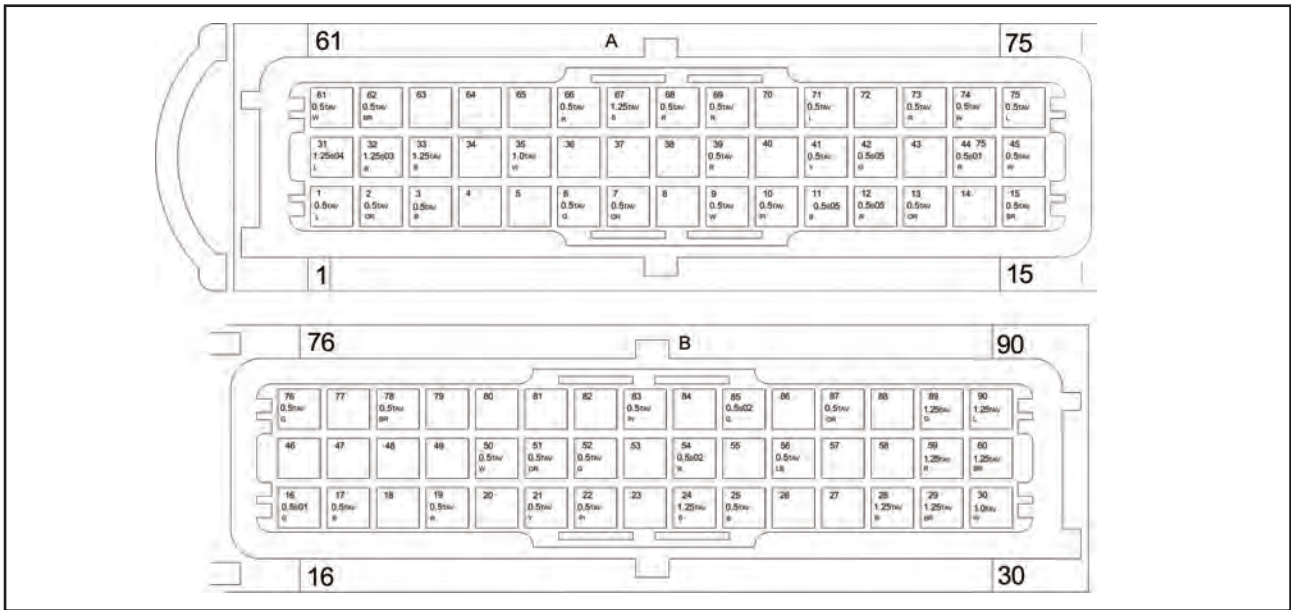 61 A 75
61 62 63 64 65 66 67 68 69 70 71 72 73 74 75
0.5TAV 0.5TAV 0.5TAV 1.25TAV 0.5TAV 0.5TAV 0.5TAV 0.5TAV 0.5TAV 0.5TAV
W BR R R L W L
31 32 33 34 35 36 37 38 39 40 41 42 43 44 75 45
1.25s04 1.25s03 1.25TAV 1.0TAV 0.5TAV 0.5TAV 0.5s05 0.5s01 0.5TAV
L W R Y G R W
1 2 3 4 5 6 7 8 9 10 11 12 13 14 15
0.5TAV 0.5TAV 0.5TAV 0.5TAV 0.5TAV 0.5TAV 0.5TAV 0.5s05 0.5s05 0.5TAV 0.5TAV
L OR G OR W PI OR BR
1 15
76 B 90
76 77 78 79 80 81 82 83 84 85 86 87 88 89 90
0.5TAV 0.5TAV 0.5TAV 0.5s02 0.5TAV 1.25TAV 1.25TAV
G BR PI G OR G L
46 47 48 49 50 51 52 53 54 55 56 57 58 59 60
0.5TAV 0.5TAV 0.5TAV 0.5s02 0.5TAV 1.25TAV 1.25TAV
W GR G R BR
16 17 18 19 20 21 22 23 24 25 26 27 28 29 30
0.5s01 0.5TAV 0.5TAV 0.5TAV 0.5TAV 1.25TAV 0.5TAV 1.25TAV 1.25TAV 1.0TAV
Y PI BR W
16 30